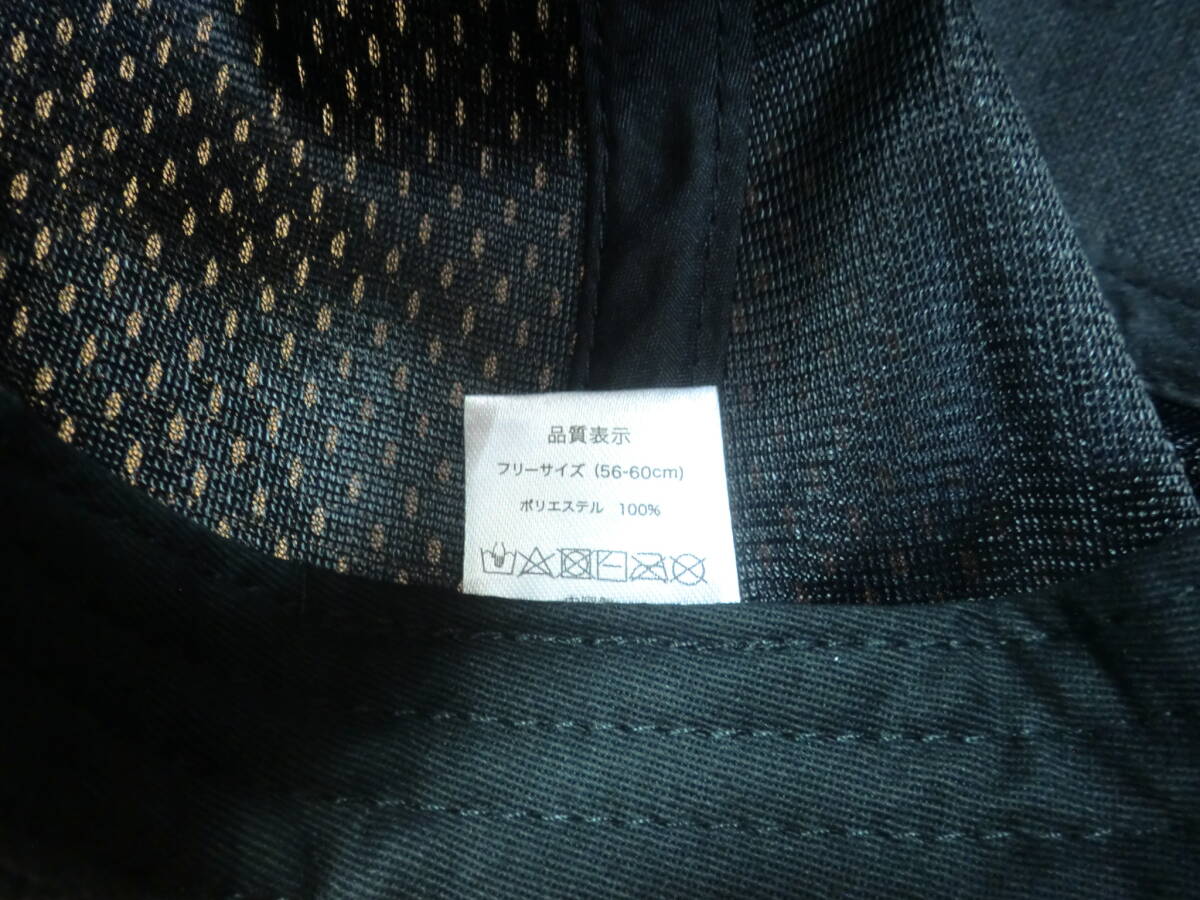 品質表示
フリーサイズ（56-60cm）
ポリエステル 100%